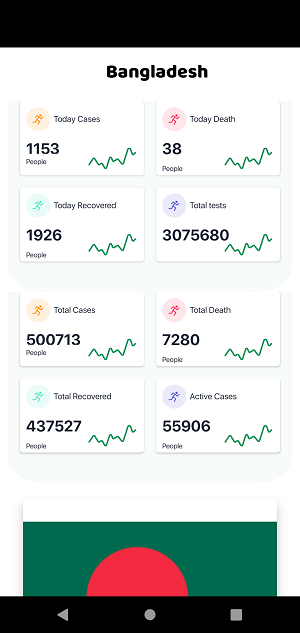 Bangladesh
Today Cases
1153
People
Today Death
38
People
Today Recovered
1926
People
Total tests
3075680
Total Cases
500713
People
Total Death
7280
People
Total Recovered
437527
People
Active Cases
55906
People